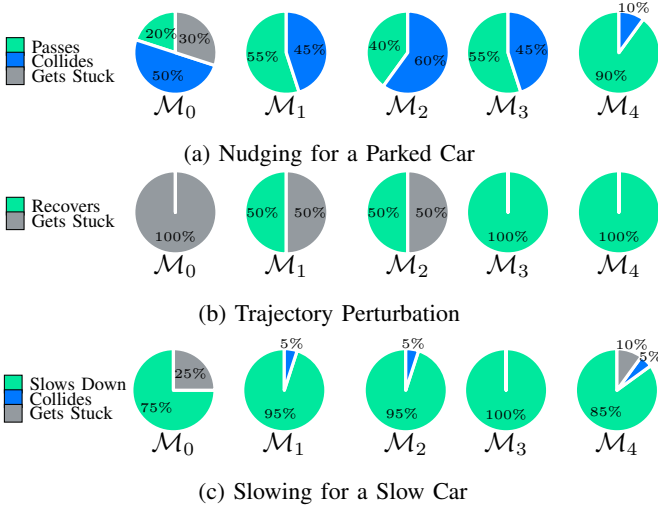 Passes
Collides
Gets Stuck
20%
30%
50%
55%
45%
40%
60%
55%
45%
10%
90%
ℳ₀
ℳ₁
ℳ₂
ℳ₃
ℳ₄
(a) Nudging for a Parked Car
Recovers
Gets Stuck
100%
50%
50%
50%
50%
100%
100%
ℳ₀
ℳ₁
ℳ₂
ℳ₃
ℳ₄
(b) Trajectory Perturbation
Slows Down
Collides
Gets Stuck
25%
75%
5%
95%
5%
95%
100%
10%
5%
85%
ℳ₀
ℳ₁
ℳ₂
ℳ₃
ℳ₄
(c) Slowing for a Slow Car